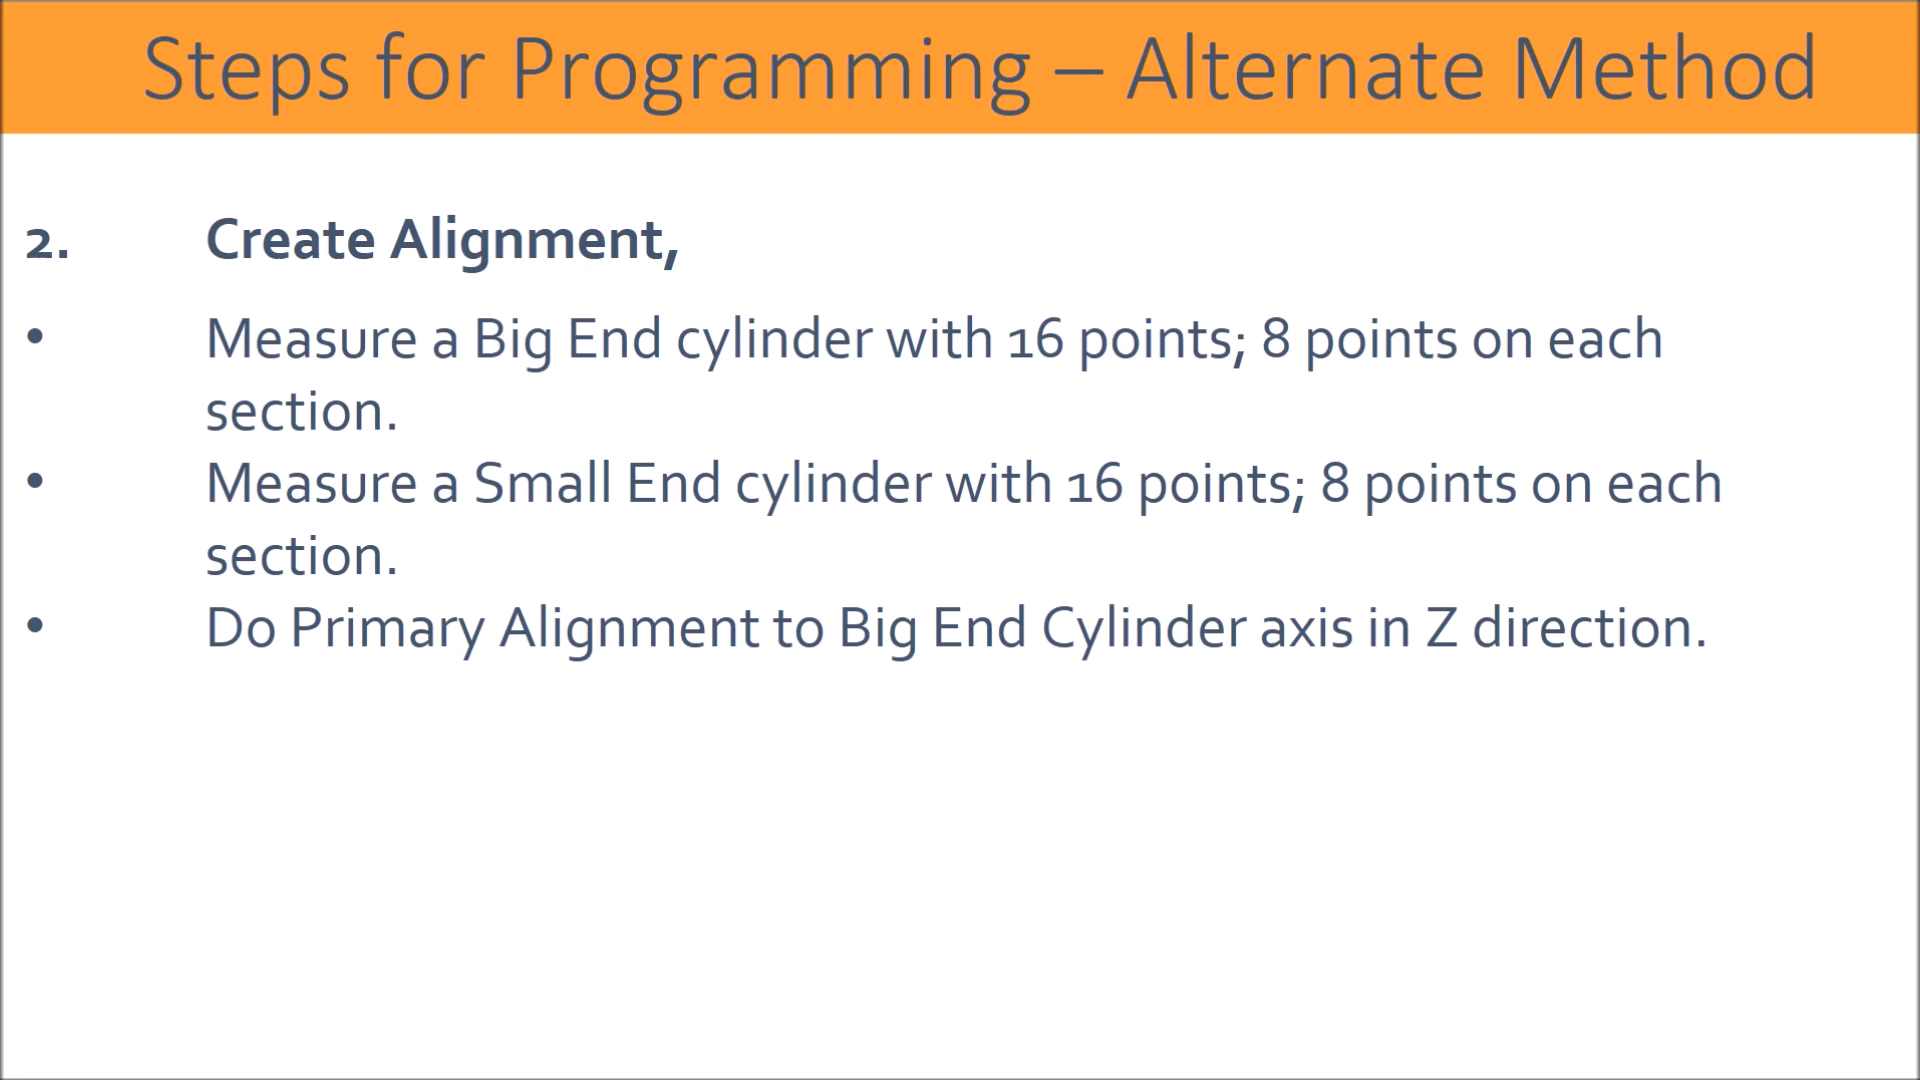 Steps for Programming – Alternate Method
2. Create Alignment,
• Measure a Big End cylinder with 16 points; 8 points on each
section.
• Measure a Small End cylinder with 16 points; 8 points on each
section.
• Do Primary Alignment to Big End Cylinder axis in Z direction.